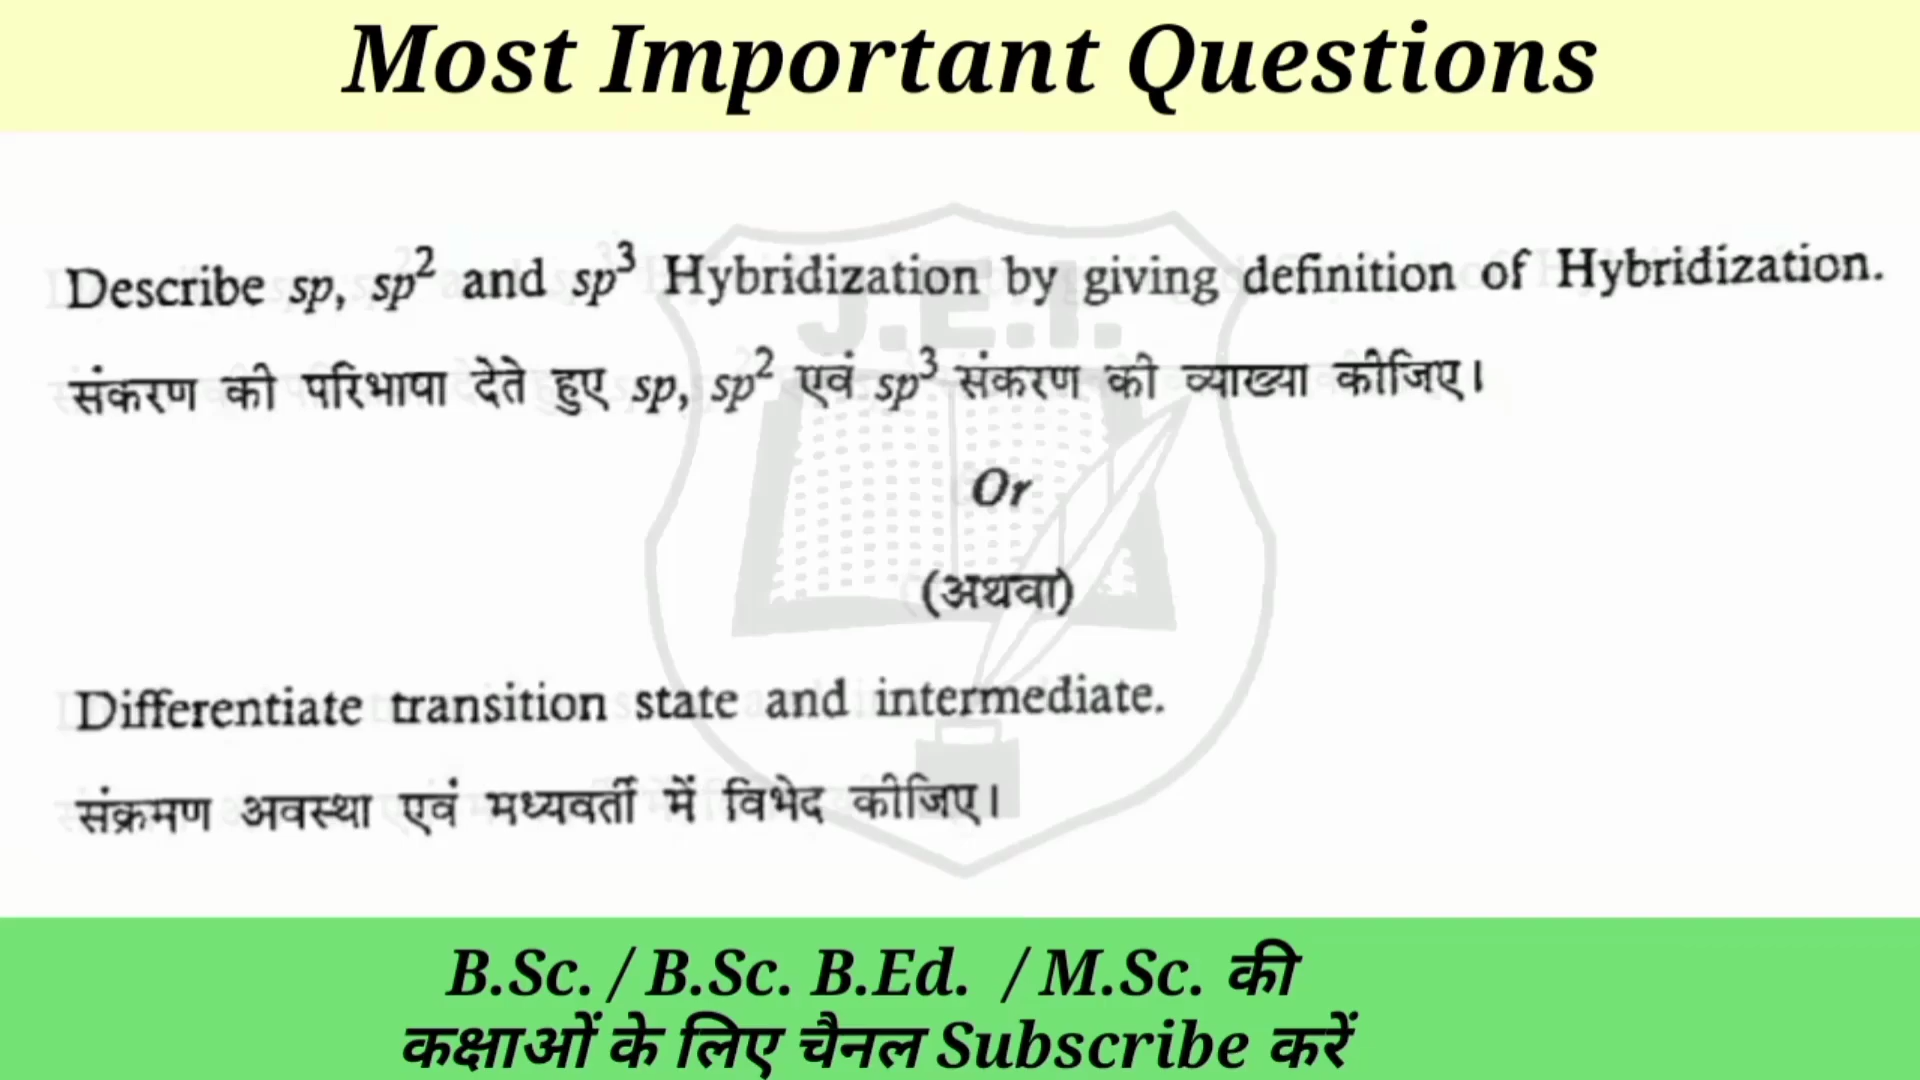 Most Important Questions
J.E.I.
Describe sp, sp² and sp³ Hybridization by giving definition of Hybridization.
संकरण की परिभाषा देते हुए sp, sp² एवं sp³ संकरण की व्याख्या कीजिए।
Or
(अथवा)
Differentiate transition state and intermediate.
संक्रमण अवस्था एवं मध्यवर्ती में विभेद कीजिए।
B.Sc. / B.Sc. B.Ed. / M.Sc. की
कक्षाओं के लिए चैनल Subscribe करें